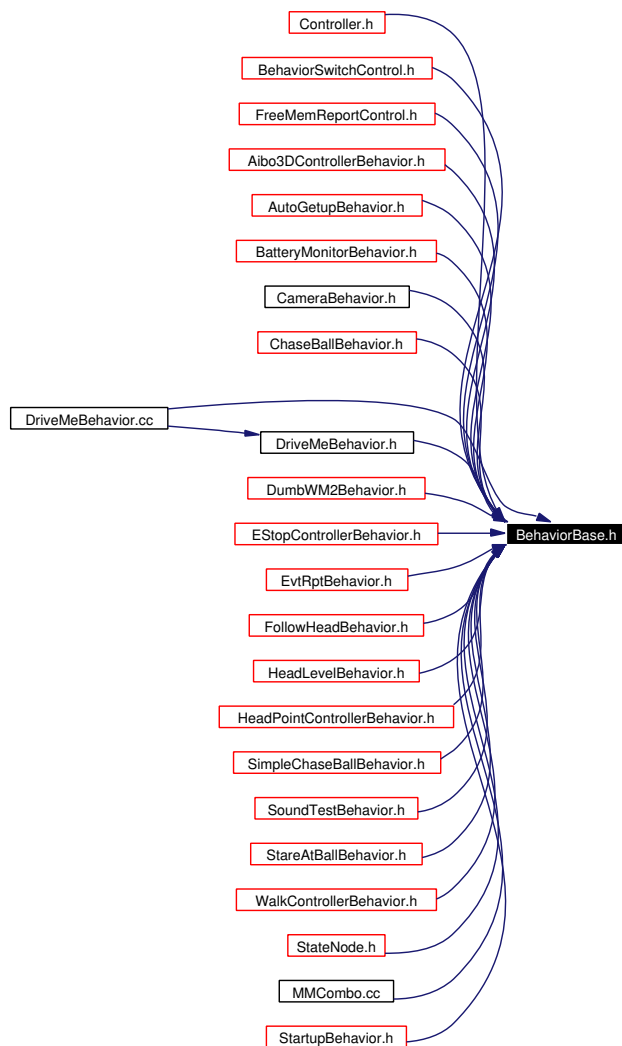 Controller.h
BehaviorSwitchControl.h
FreeMemReportControl.h
Aibo3DControllerBehavior.h
AutoGetupBehavior.h
BatteryMonitorBehavior.h
CameraBehavior.h
ChaseBallBehavior.h
DriveMeBehavior.cc
DriveMeBehavior.h
DumbWM2Behavior.h
EStopControllerBehavior.h
BehaviorBase.h
EvtRptBehavior.h
FollowHeadBehavior.h
HeadLevelBehavior.h
HeadPointControllerBehavior.h
SimpleChaseBallBehavior.h
SoundTestBehavior.h
StareAtBallBehavior.h
WalkControllerBehavior.h
StateNode.h
MMCombo.cc
StartupBehavior.h